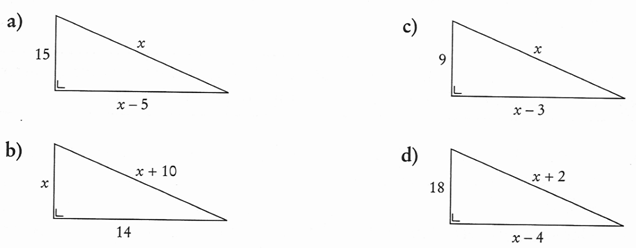 a)
15
x
x – 5
b)
x
x + 10
14
c)
9
x
x – 3
d)
18
x + 2
x – 4